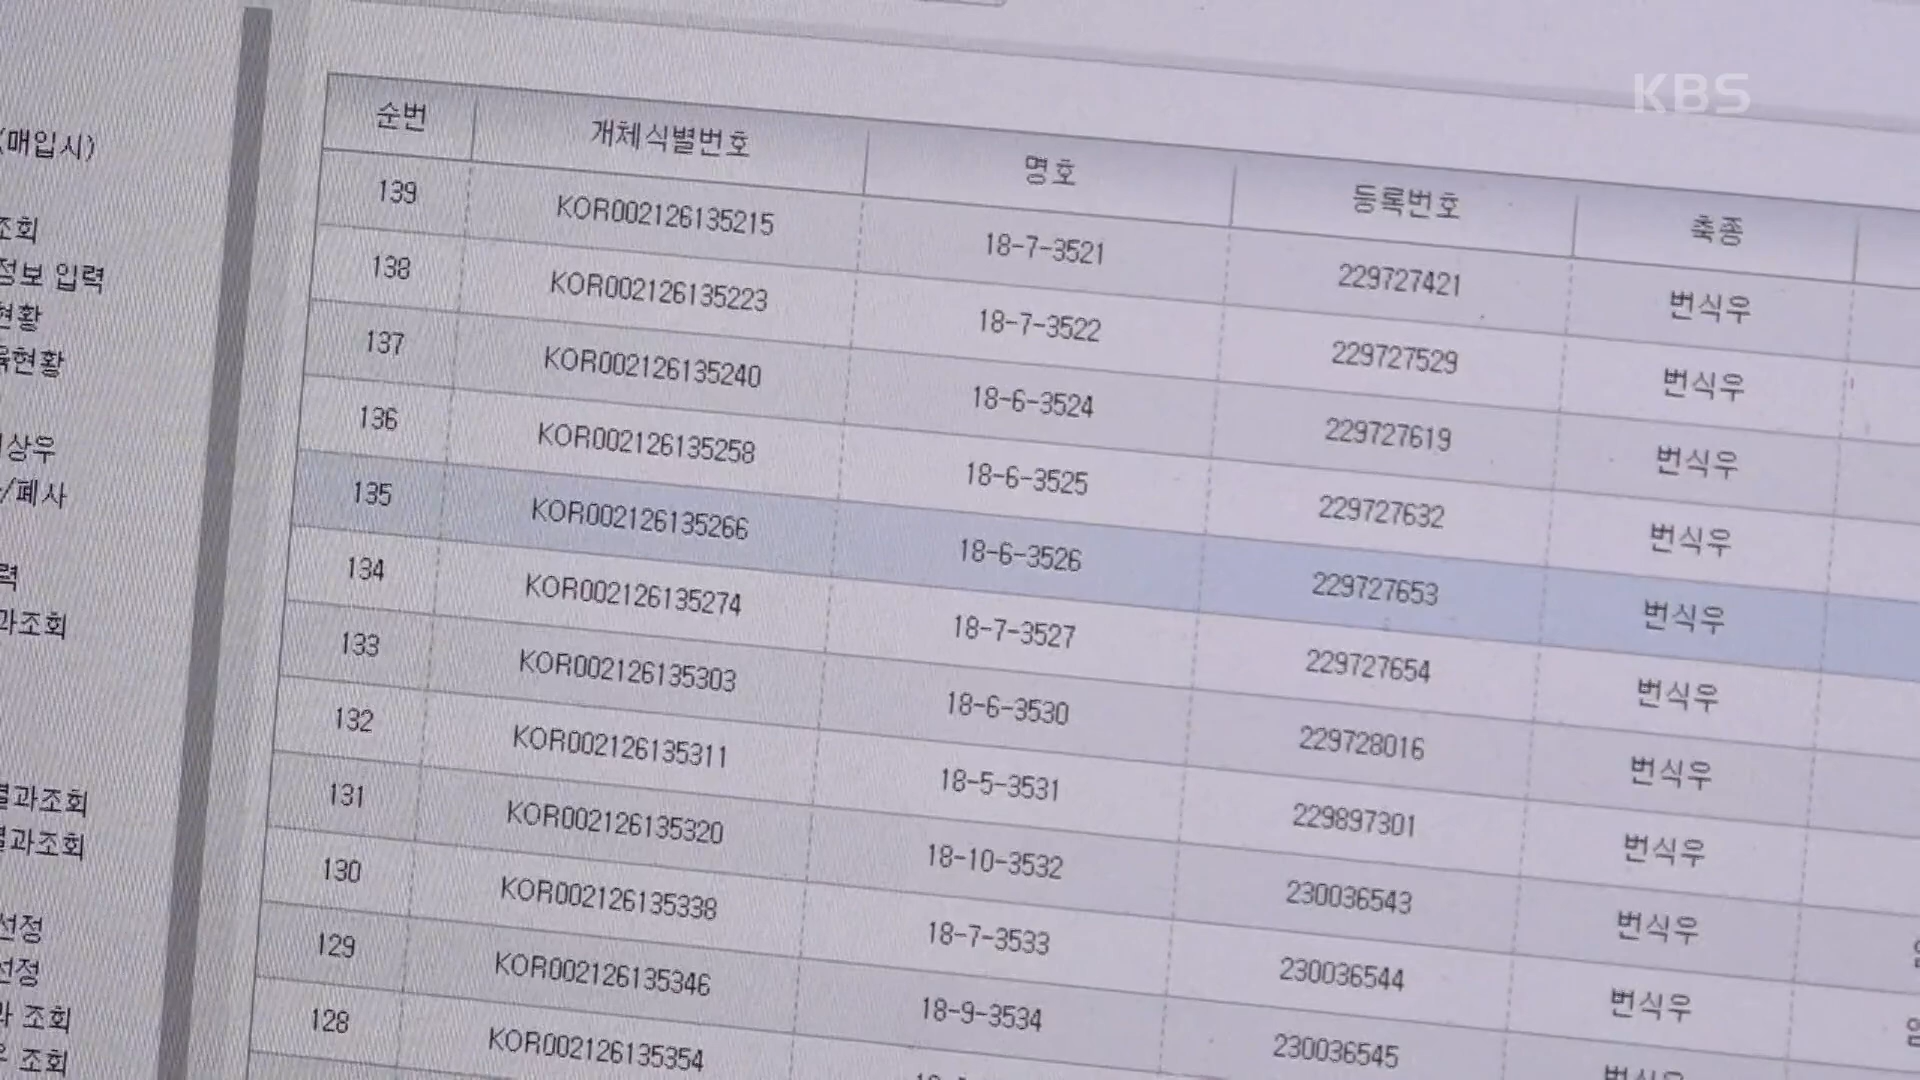 KBS
(매입시)
조회
정보 입력
현황
육현황
상우
/폐사
력
과조회
결과조회
결과조회
선정
선정
과 조회
조회
순번 개체식별번호 명호 등록번호 축종
139 KOR002126135215 18-7-3521 229727421 번식우
138 KOR002126135223 18-7-3522 229727529 번식우
137 KOR002126135240 18-6-3524 229727619 번식우
136 KOR002126135258 18-6-3525 229727632 번식우
135 KOR002126135266 18-6-3526 229727653 번식우
134 KOR002126135274 18-7-3527 229727654 번식우
133 KOR002126135303 18-6-3530 229728016 번식우
132 KOR002126135311 18-5-3531 229897301 번식우
131 KOR002126135320 18-10-3532 230036543 번식우
130 KOR002126135338 18-7-3533 230036544 번식우
129 KOR002126135346 18-9-3534 230036545 번식우
128 KOR002126135354